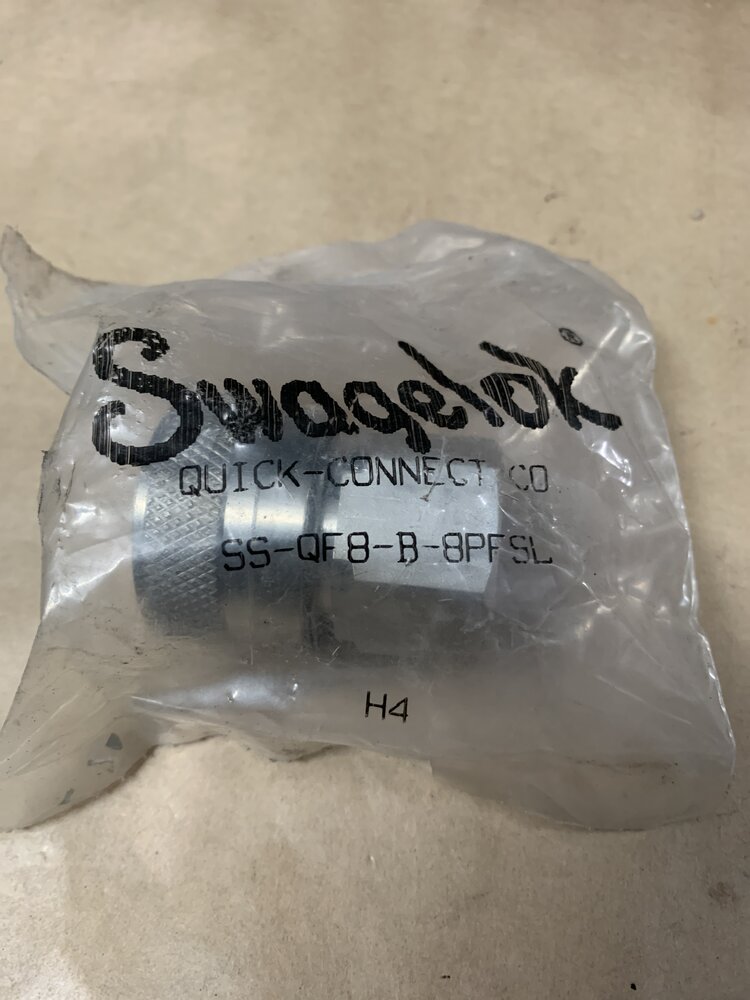 Swagelok®
QUICK-CONNECT CO
SS-QF8-B-8PFSL
H4